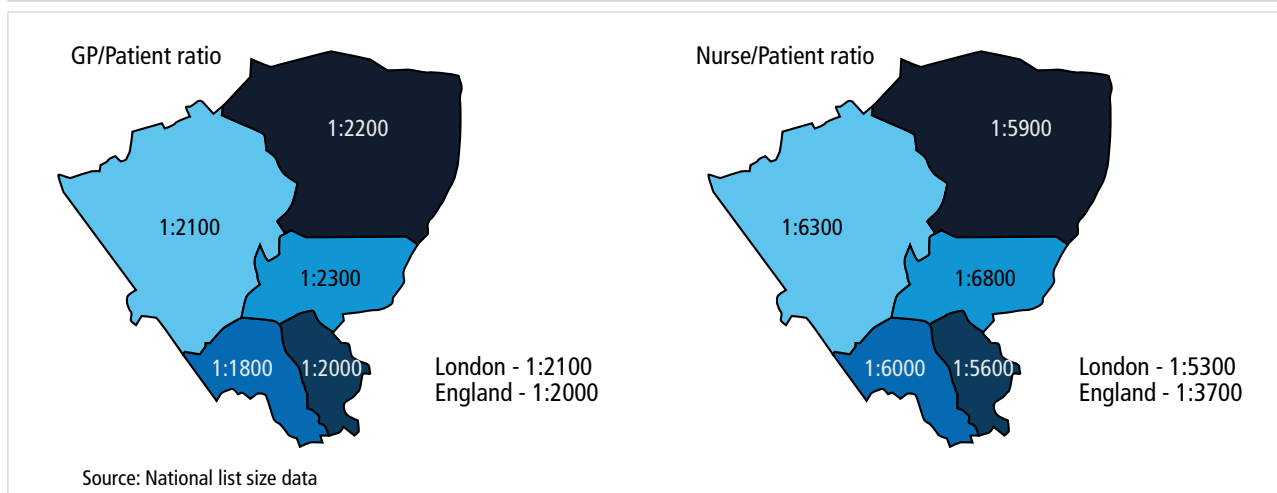 GP/Patient ratio
1:2200
1:2100
1:2300
1:1800
1:2000
London - 1:2100
England - 1:2000
Source: National list size data
Nurse/Patient ratio
1:5900
1:6300
1:6800
1:6000
1:5600
London - 1:5300
England - 1:3700